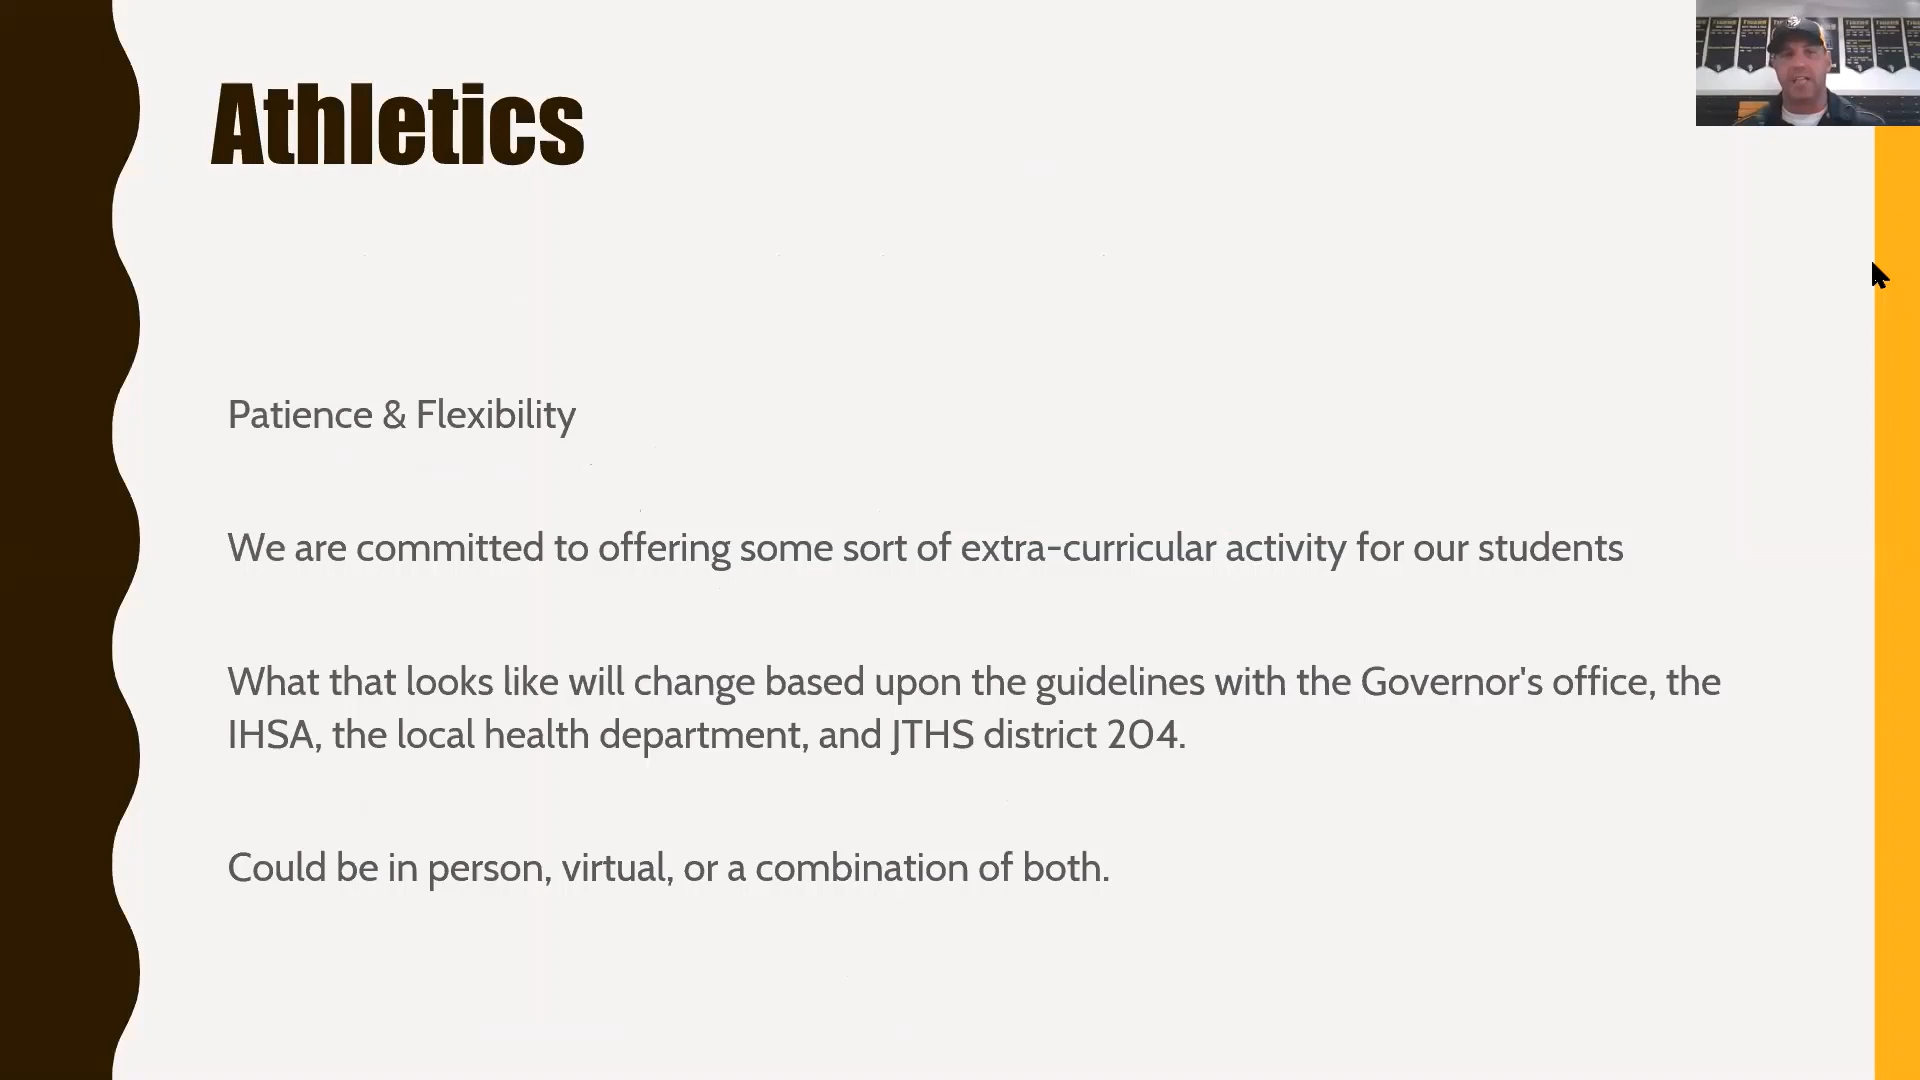 Athletics
Patience & Flexibility
We are committed to offering some sort of extra-curricular activity for our students
What that looks like will change based upon the guidelines with the Governor's office, the
IHSA, the local health department, and JTHS district 204.
Could be in person, virtual, or a combination of both.